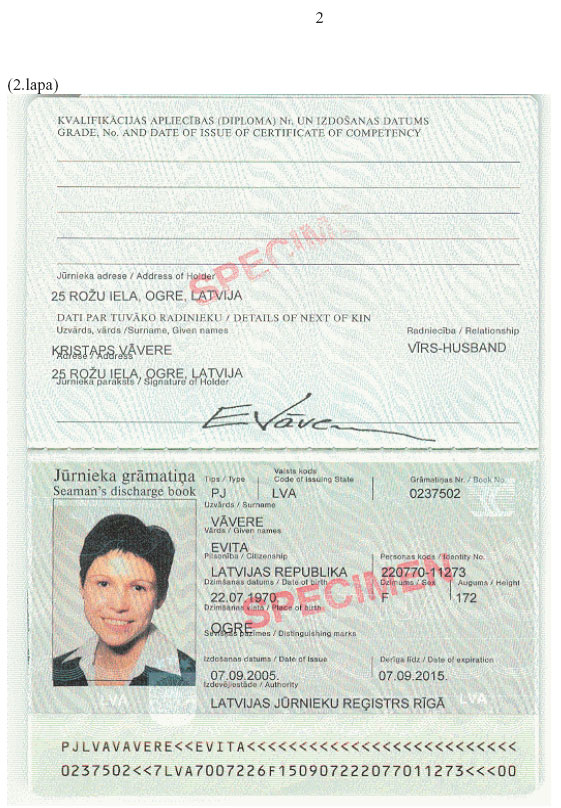 2
(2.lapa)
KVALIFIKĀCIJAS APLIECĪBAS (DIPLOMA) Nr. UN IZDOŠANAS DATUMS
GRADE, No. AND DATE OF ISSUE OF CERTIFICATE OF COMPETENCY
SPECIMEN
Jūrnieka adrese / Address of Holder
25 ROŽU IELA, OGRE, LATVIJA
DATI PAR TUVĀKO RADINIEKU / DETAILS OF NEXT OF KIN
Uzvārds, vārds /Surname, Given names Radniecība / Relationship
KRISTAPS VĀVERE VĪRS-HUSBAND
Adrese / Address
25 ROŽU IELA, OGRE, LATVIJA
Jūrnieka paraksts / Signature of Holder
E Vāvere
Jūrnieka grāmatiņa
Seaman's discharge book
Tips / Type Valsts kods Grāmatiņas Nr. / Book No.
Code of Issuing State
PJ LVA 0237502
Uzvārds / Surname
VĀVERE
Vārds / Given names
EVITA
Pilsonība / Citizenship Personas kods / Identity No.
LATVIJAS REPUBLIKA 220770-11273
Dzimšanas datums / Date of birth Dzimums / Sex Augums / Height
22.07.1970. F 172
Dzimšanas vieta / Place of birth
SPECIMEN
OGRE
Sevišķas pazīmes / Distinguishing marks
Izdošanas datums / Date of issue Derīga līdz / Date of expiration
07.09.2005. 07.09.2015.
Izdevējiestāde / Authority
LATVIJAS JŪRNIEKU REĢISTRS RĪGĀ
LVA LVA
PJLVAVAVERE<<EVITA<<<<<<<<<<<<<<<<<<<<<<<<<<
0237502<<7LVA7007226F150907222077011273<<<00